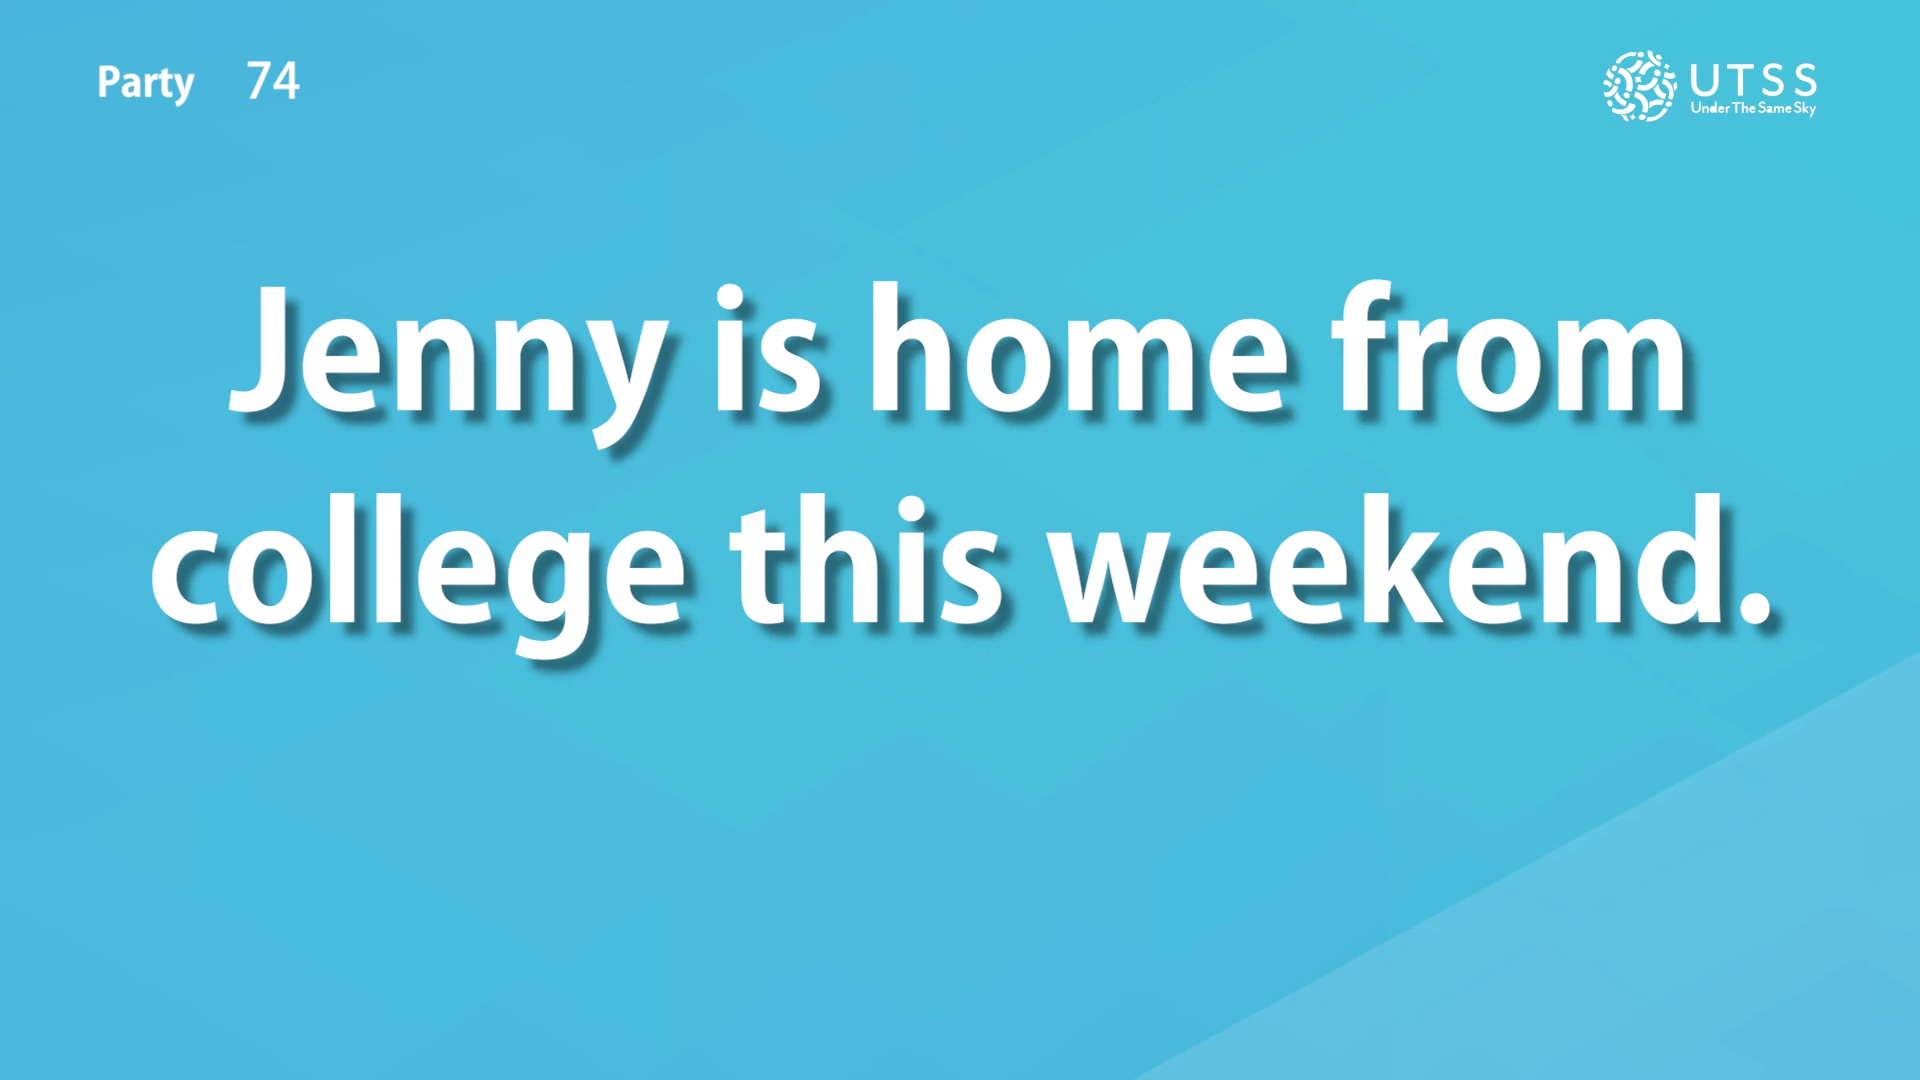 Party 74
UTSS
Under The Same Sky
Jenny is home from
college this weekend.